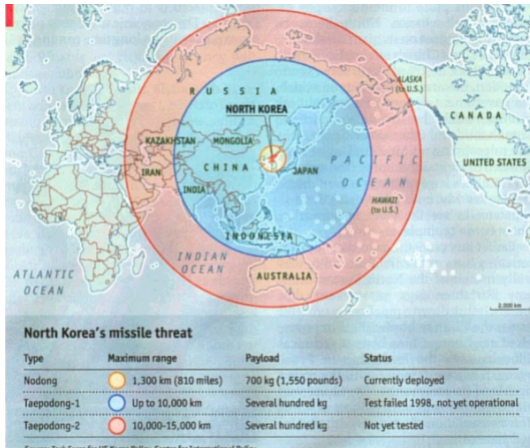 RUSSIA
ALASKA
(to U.S.)
NORTH KOREA
CANADA
KAZAKHSTAN
MONGOLIA
PACIFIC
OCEAN
UNITED STATES
IRAN
CHINA
JAPAN
INDIA
HAWAII
(to U.S.)
INDONESIA
INDIAN
OCEAN
ATLANTIC
OCEAN
AUSTRALIA
North Korea's missile threat
Type Maximum range Payload Status
Nodong 1,300 km (810 miles) 700 kg (1,550 pounds) Currently deployed
Taepodong-1 Up to 10,000 km Several hundred kg Test failed 1998, not yet operational
Taepodong-2 10,000-15,000 km Several hundred kg Not yet tested